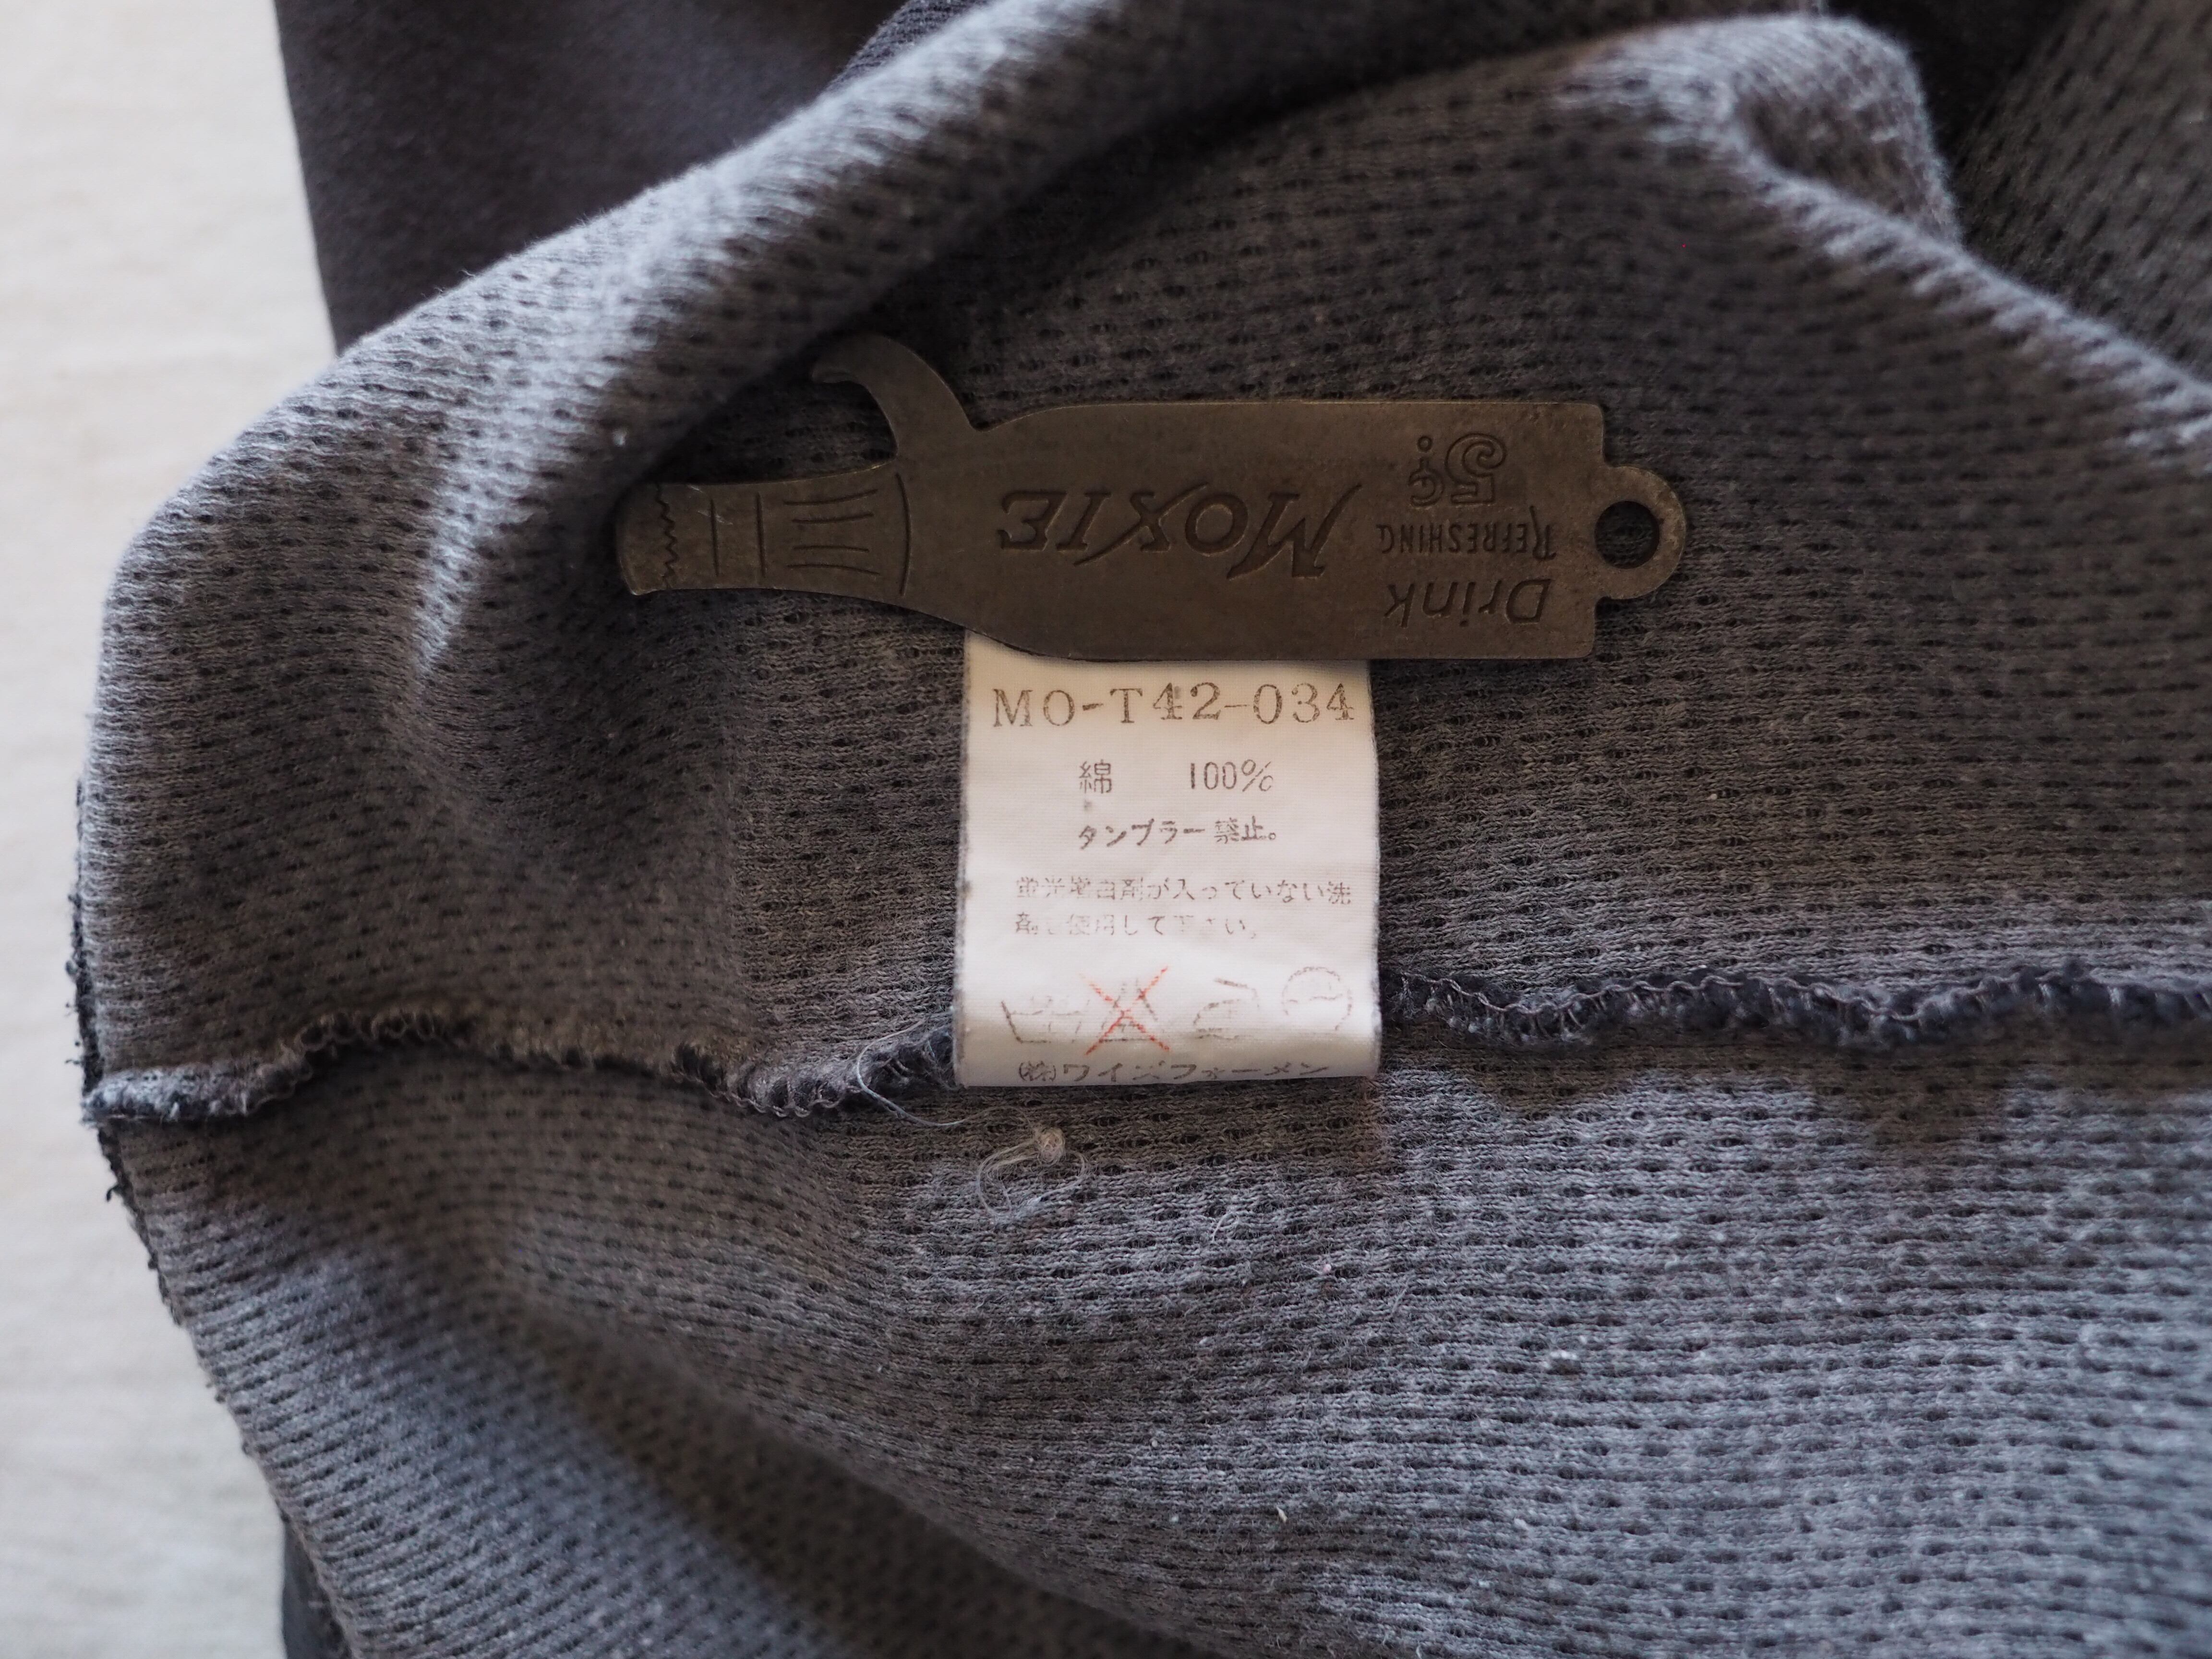 Drink
REFRESHING
5¢.
MOXIE
MO-T42-034
綿 100%
タンブラー禁止。
蛍光増白剤が入っていない洗
剤を使用して下さい。
(株)ワイズフォーメン